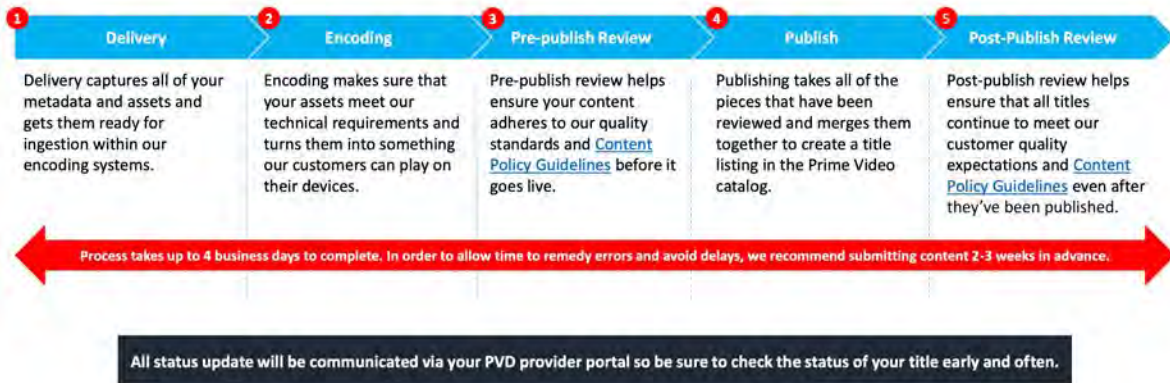 1
Delivery
2
Encoding
3
Pre-publish Review
4
Publish
5
Post-Publish Review
Delivery captures all of your
metadata and assets and
gets them ready for
ingestion within our
encoding systems.
Encoding makes sure that
your assets meet our
technical requirements and
turns them into something
our customers can play on
their devices.
Pre-publish review helps
ensure your content
adheres to our quality
standards and Content
Policy Guidelines before it
goes live.
Publishing takes all of the
pieces that have been
reviewed and merges them
together to create a title
listing in the Prime Video
catalog.
Post-publish review helps
ensure that all titles
continue to meet our
customer quality
expectations and Content
Policy Guidelines even after
they've been published.
Process takes up to 4 business days to complete. In order to allow time to remedy errors and avoid delays, we recommend submitting content 2-3 weeks in advance.
All status update will be communicated via your PVD provider portal so be sure to check the status of your title early and often.